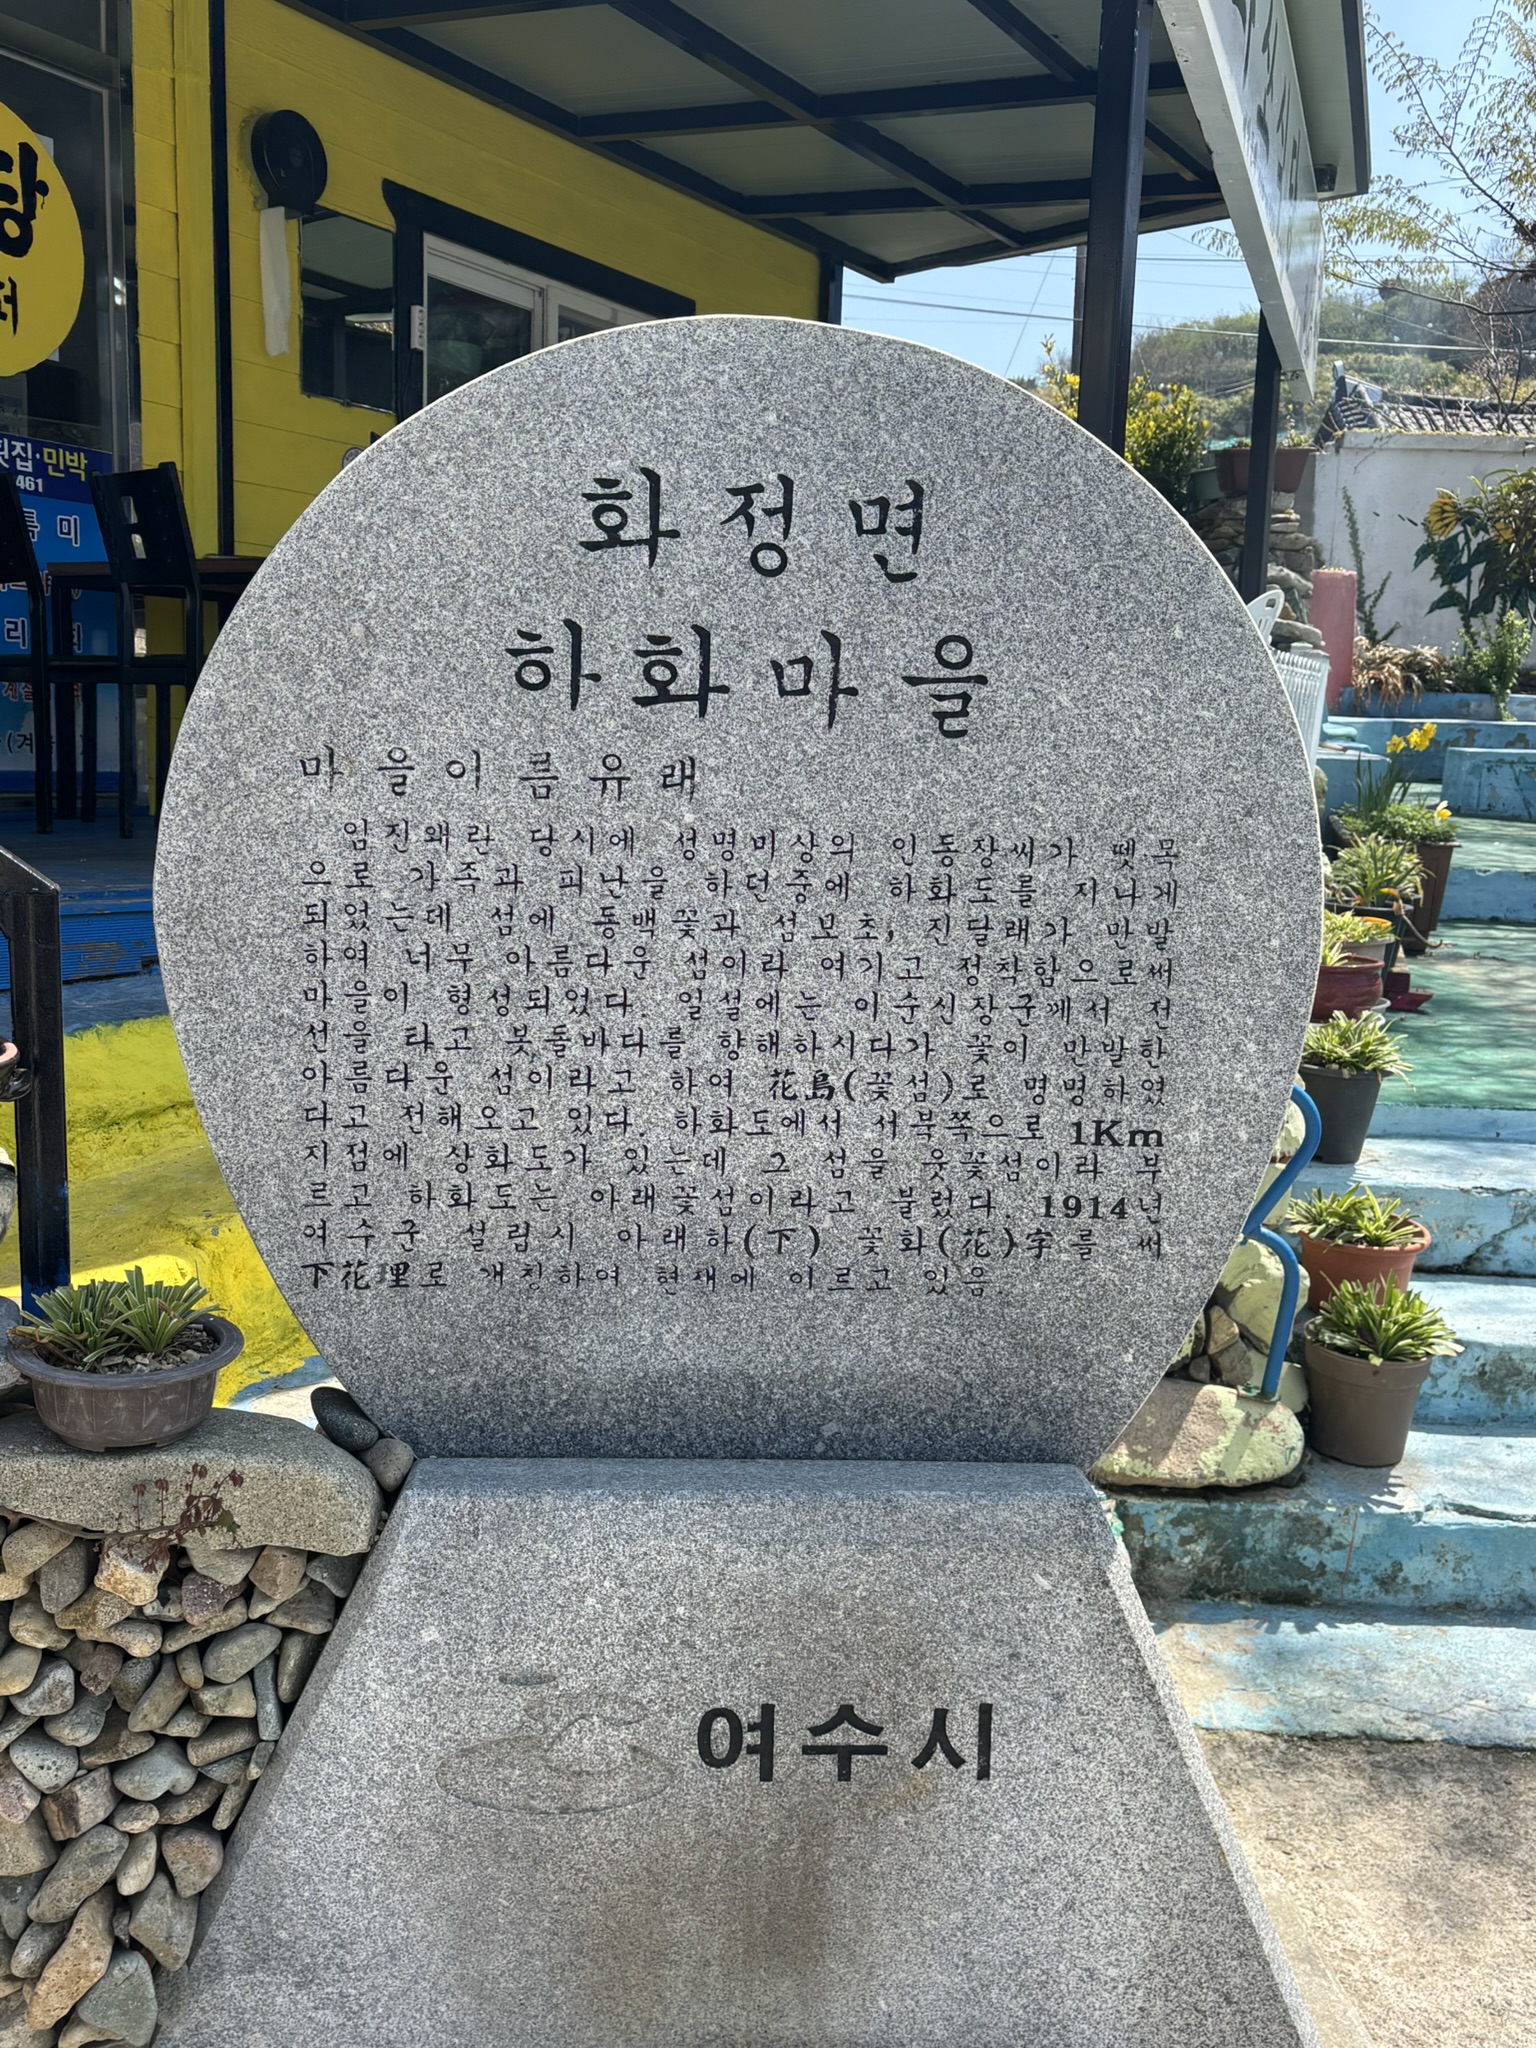 탕
횟집·민박
461
름 미
리
화정면
하화마을
마을이름유래
임진왜란 당시에 성명미상의 인동장씨가 뗏목
으로 가족과 피난을 하던중에 하화도를 지나게
되었는데 섬에 동백꽃과 섬모초, 진달래가 만발
하여 너무 아름다운 섬이라 여기고 정착함으로써
마을이 형성되었다. 일설에는 이순신장군께서 전
선을 타고 봇돌바다를 항해하시다가 꽃이 만발한
아름다운 섬이라고 하여 花島(꽃섬)로 명명하였
다고 전해오고 있다. 하화도에서 서북쪽으로 1Km
지점에 상화도가 있는데 그 섬을 웃꽃섬이라 부
르고 하화도는 아래꽃섬이라고 불렀다. 1914년
여수군 설립시 아래하(下) 꽃화(花)字를 써
下花里로 개칭하여 현재에 이르고 있음.
여수시